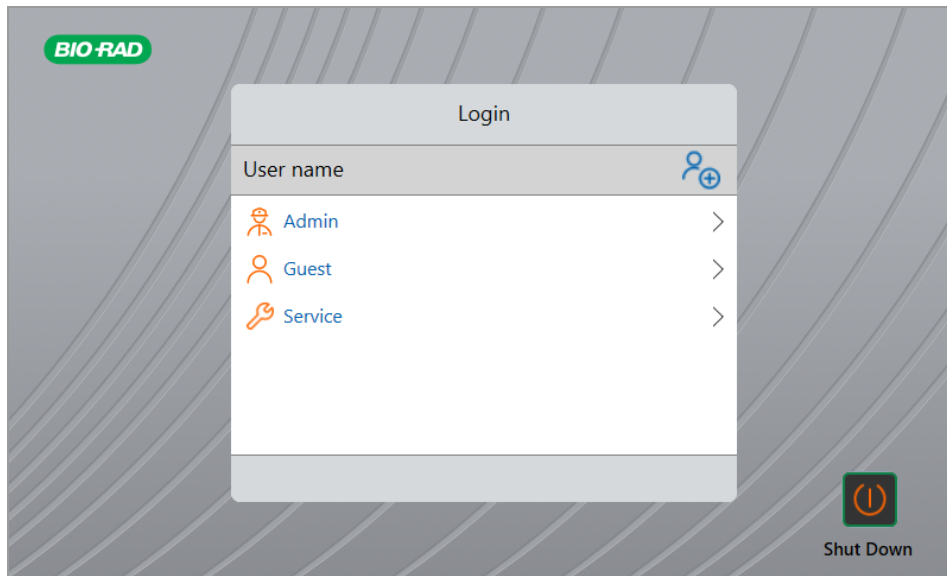 BIO-RAD
Login
User name
Admin
Guest
Service
Shut Down